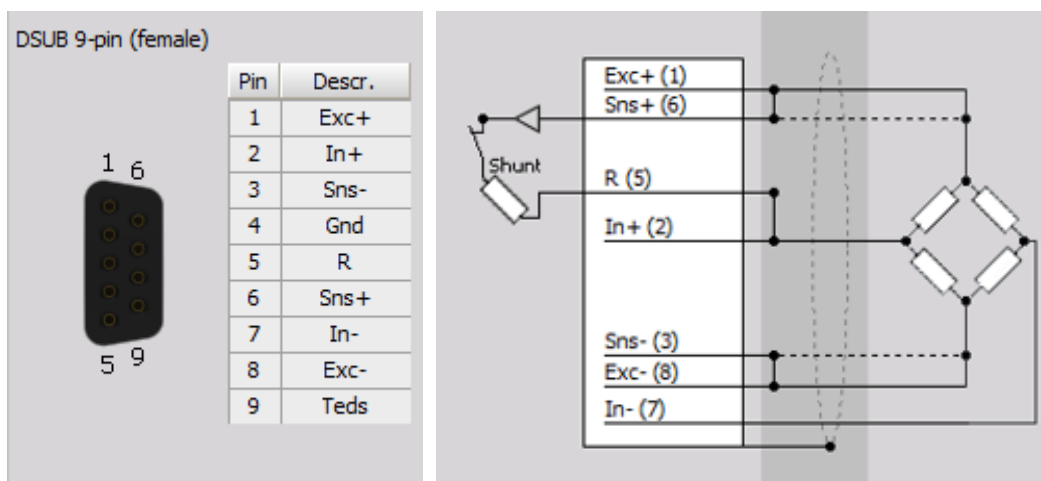 DSUB 9-pin (female)
1 6
5 9
Pin Descr.
1 Exc+
2 In+
3 Sns-
4 Gnd
5 R
6 Sns+
7 In-
8 Exc-
9 Teds
Exc+ (1)
Sns+ (6)
Shunt
R (5)
In+ (2)
Sns- (3)
Exc- (8)
In- (7)